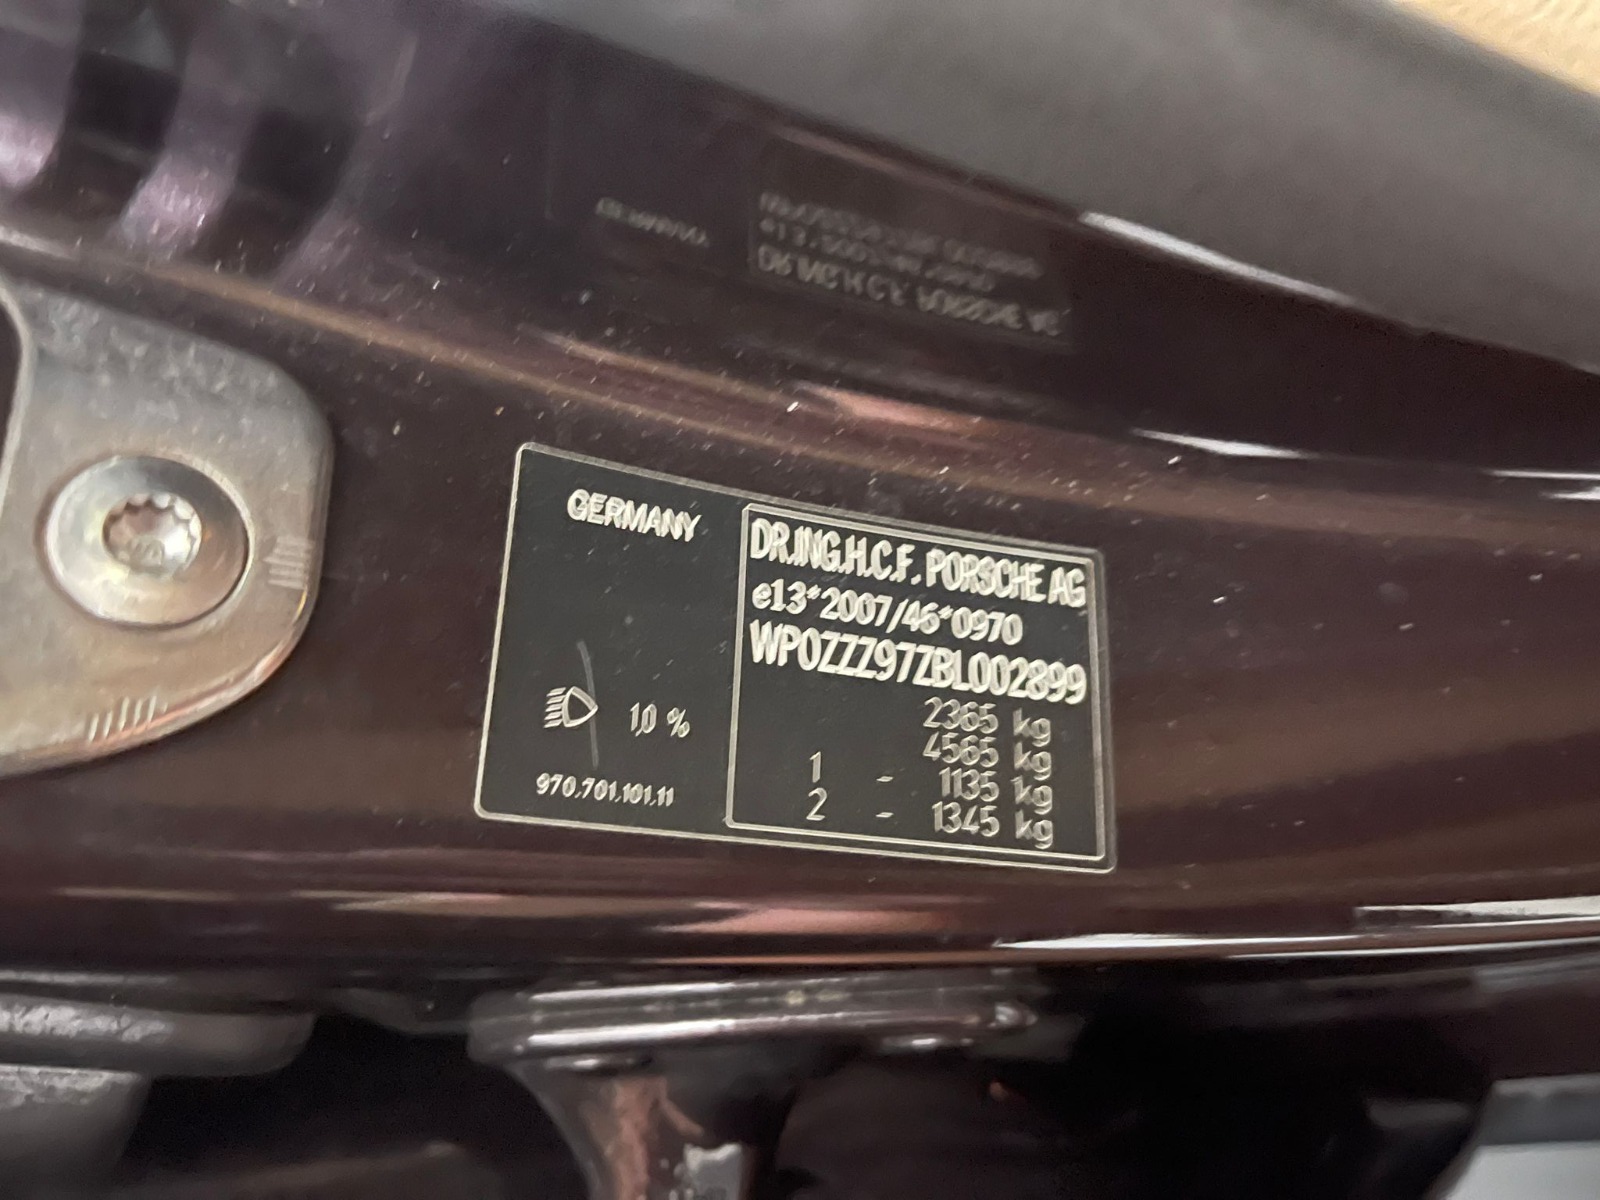 GERMANY
DR.ING.H.C.F. PORSCHE AG
e13*2007/46*0970
WP0ZZZ97ZBL002899
2365 kg
4565 kg
1 - 1135 kg
2 - 1345 kg
1,0 %
970.701.101.11